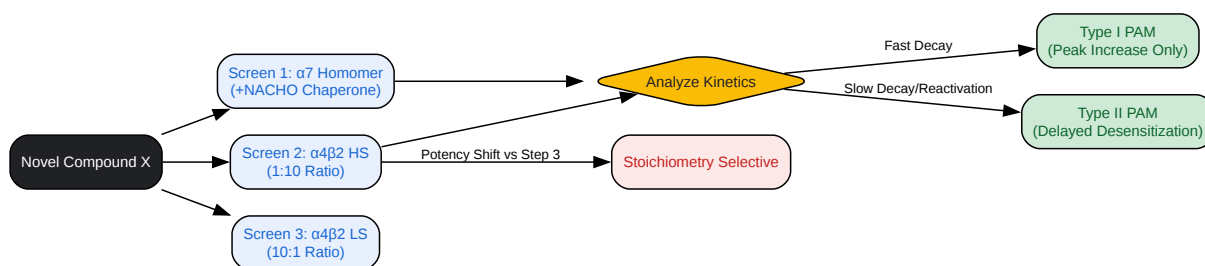 Novel Compound X
Screen 1: α7 Homomer
(+NACHO Chaperone)
Screen 2: α4β2 HS
(1:10 Ratio)
Screen 3: α4β2 LS
(10:1 Ratio)
Potency Shift vs Step 3
Analyze Kinetics
Stoichiometry Selective
Fast Decay
Slow Decay/Reactivation
Type I PAM
(Peak Increase Only)
Type II PAM
(Delayed Desensitization)